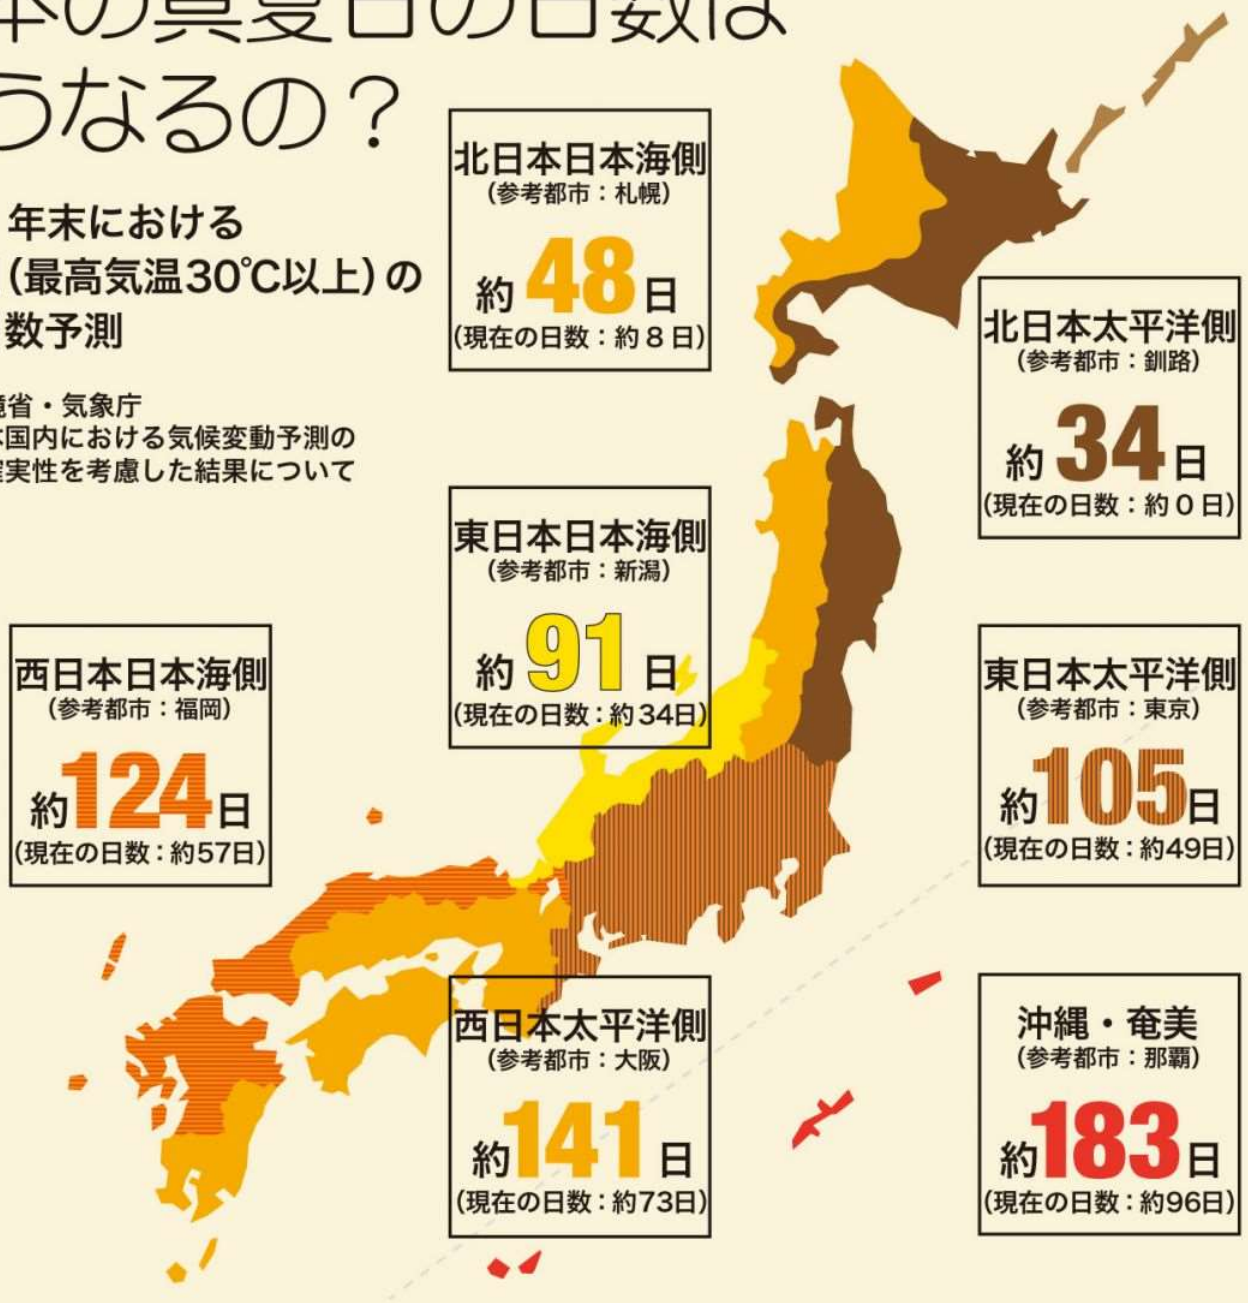 本の真夏日の日数は
うなるの？
年末における
（最高気温30℃以上）の
数予測
境省・気象庁
本国内における気候変動予測の
確実性を考慮した結果について
北日本日本海側
（参考都市：札幌）
約48日
（現在の日数：約8日）
北日本太平洋側
（参考都市：釧路）
約34日
（現在の日数：約0日）
東日本日本海側
（参考都市：新潟）
約91日
（現在の日数：約34日）
西日本日本海側
（参考都市：福岡）
約124日
（現在の日数：約57日）
東日本太平洋側
（参考都市：東京）
約105日
（現在の日数：約49日）
西日本太平洋側
（参考都市：大阪）
約141日
（現在の日数：約73日）
沖縄・奄美
（参考都市：那覇）
約183日
（現在の日数：約96日）